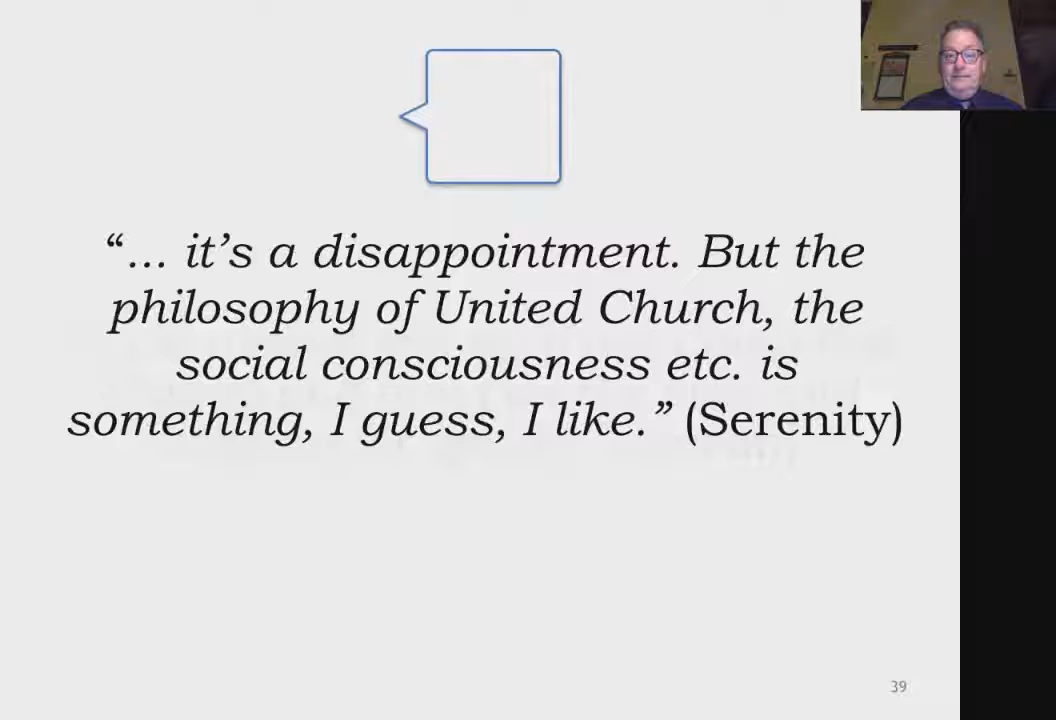 “... it’s a disappointment. But the
philosophy of United Church, the
social consciousness etc. is
something, I guess, I like.” (Serenity)
39